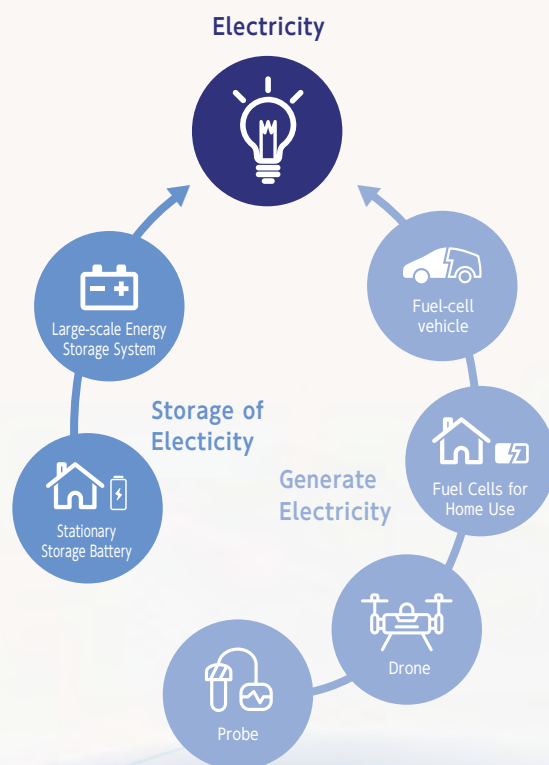 Electricity
Large-scale Energy
Storage System
Storage of
Electicity
Stationary
Storage Battery
Fuel-cell
vehicle
Fuel Cells for
Home Use
Generate
Electricity
Drone
Probe